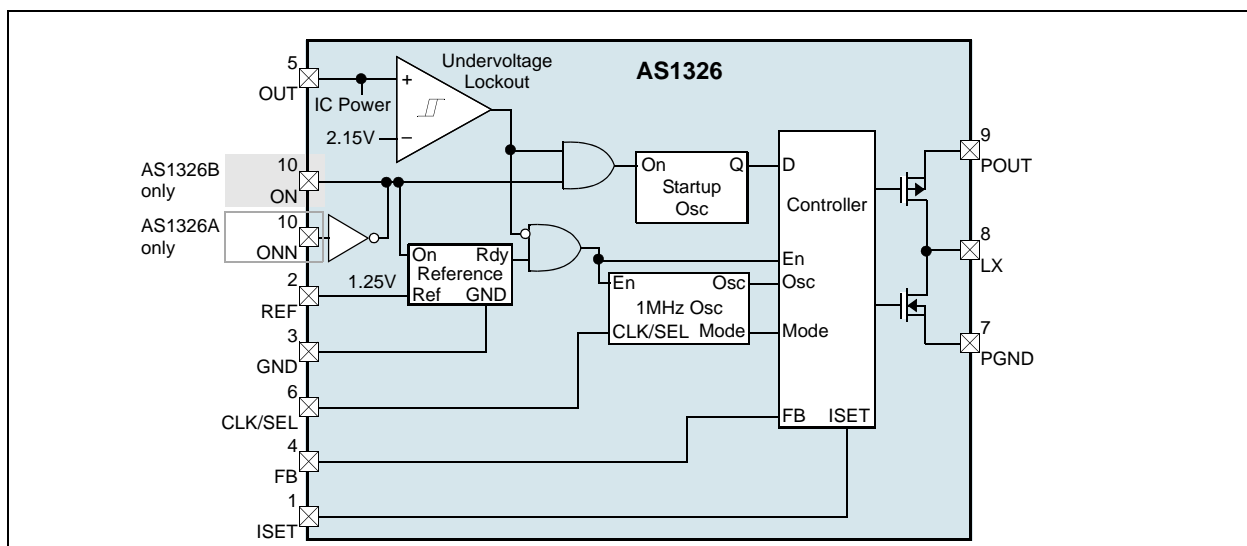 AS1326
Undervoltage
Lockout
5
OUT
IC Power
+
2.15V
–
AS1326B
only
10
ON
AS1326A
only
10
ONN
2
REF
1.25V
On Rdy
Reference
Ref GND
3
GND
6
CLK/SEL
4
FB
1
ISET
On Q
Startup
Osc
En Osc
1MHz Osc
CLK/SEL Mode
D
Controller
En
Osc
Mode
FB ISET
9
POUT
8
LX
7
PGND